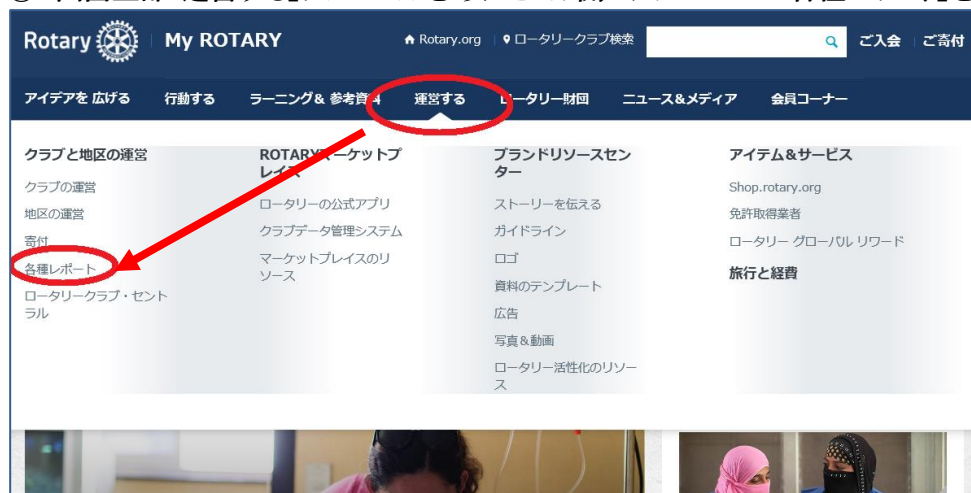 Rotary
My ROTARY
Rotary.org
ロータリークラブ検索
ご入会
ご寄付
アイデアを 広げる
行動する
ラーニング& 参考資料
運営する
ロータリー財団
ニュース&メディア
会員コーナー
クラブと地区の運営
クラブの運営
地区の運営
寄付
各種レポート
ロータリークラブ・セント
ラル
ROTARYマーケットプ
レイス
ロータリーの公式アプリ
クラブデータ管理システム
マーケットプレイスのリ
ソース
ブランドリソースセン
ター
ストーリーを伝える
ガイドライン
ロゴ
資料のテンプレート
広告
写真&動画
ロータリー活性化のリソー
ス
アイテム&サービス
Shop.rotary.org
免許取得業者
ロータリー グローバル リワード
旅行と経費